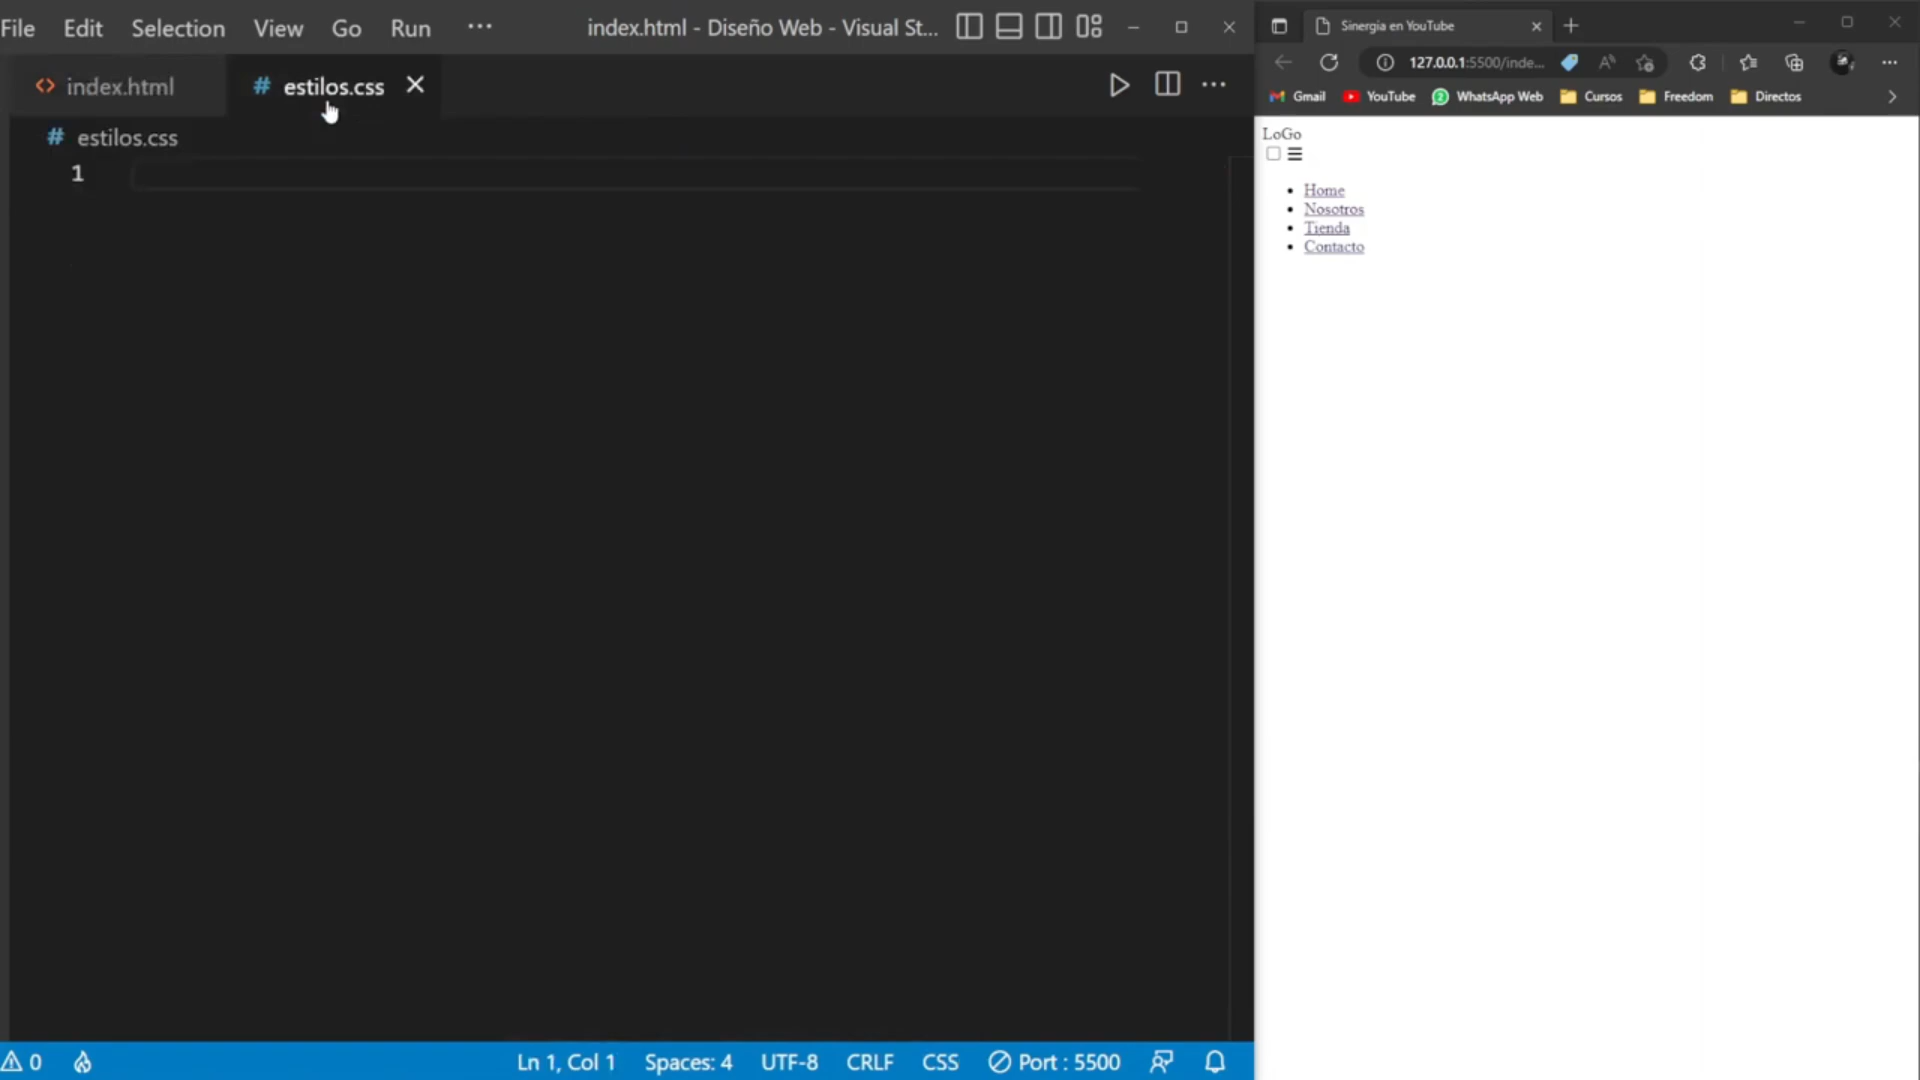 File Edit Selection View Go Run ··· index.html - Diseño Web - Visual St...
index.html # estilos.css
# estilos.css
1
0 Ln 1, Col 1 Spaces: 4 UTF-8 CRLF CSS Port : 5500
Sinergia en YouTube
127.0.0.1:5500/inde...
Gmail YouTube WhatsApp Web Cursos Freedom Directos
LoGo
• Home
• Nosotros
• Tienda
• Contacto